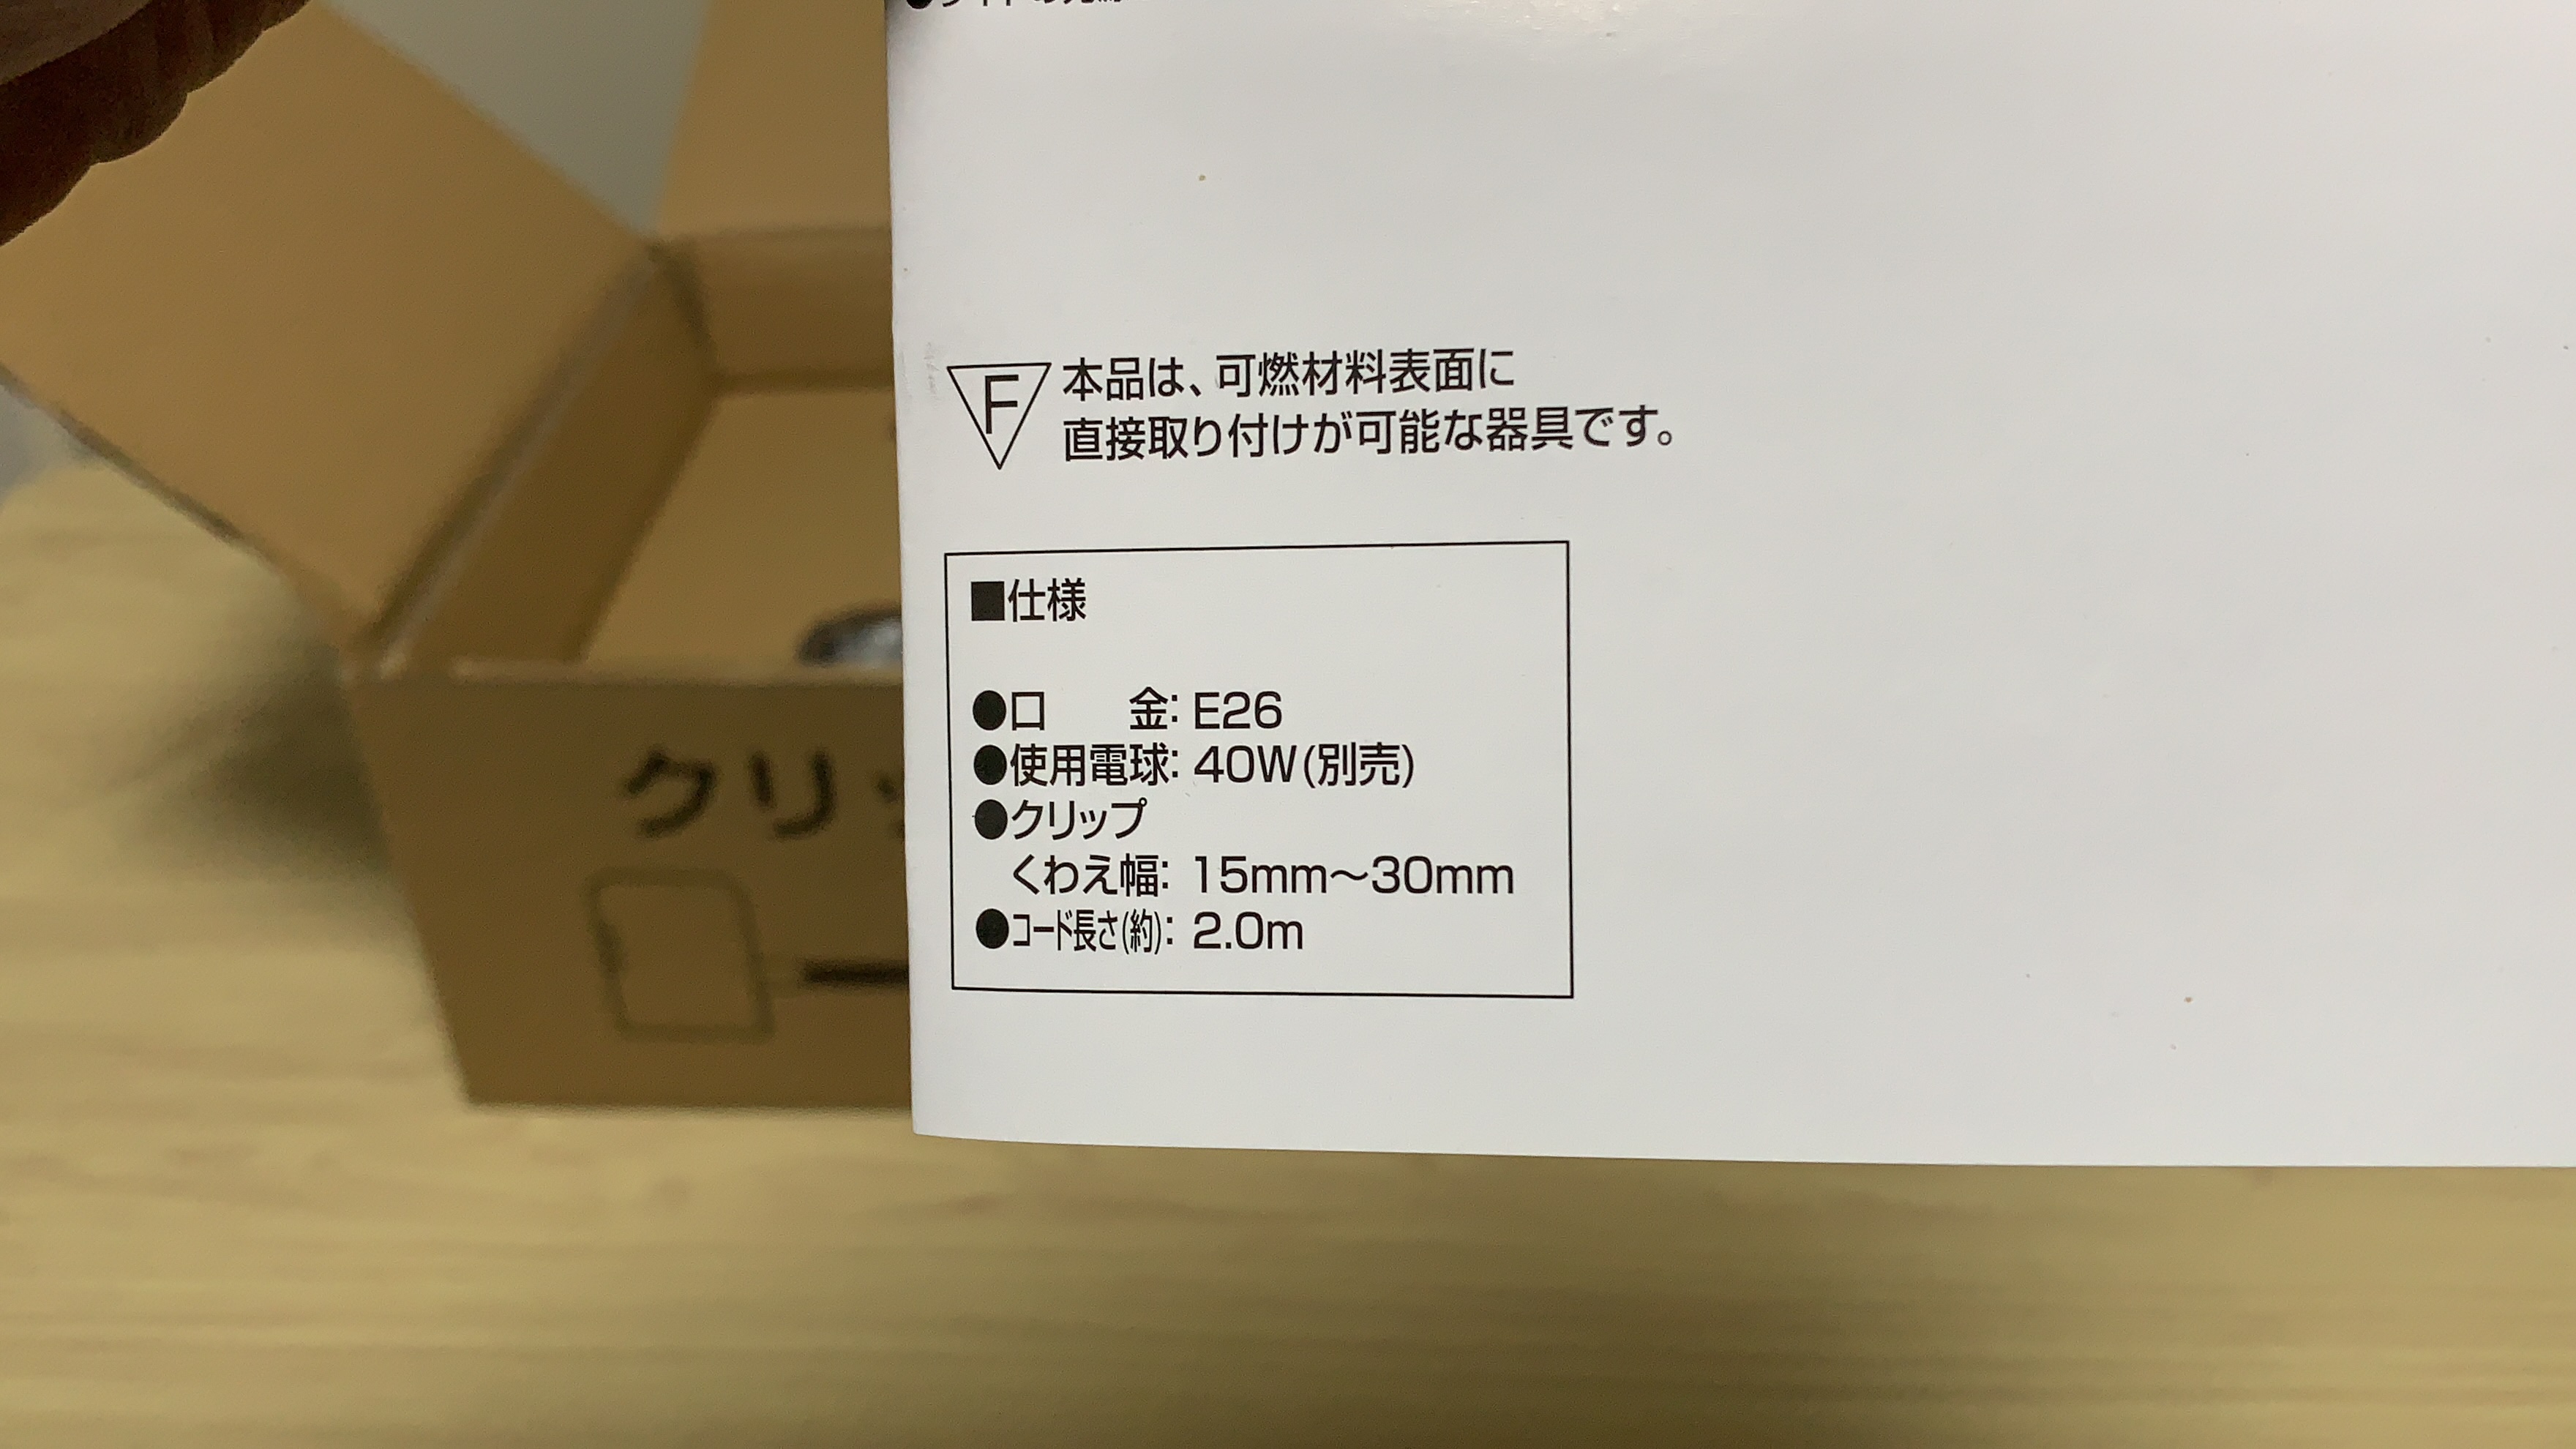 F 本品は、可燃材料表面に
直接取り付けが可能な器具です。
■仕様
●口　　金: E26
●使用電球: 40W(別売)
●クリップ
くわえ幅: 15mm～30mm
●コード長さ(約): 2.0m
クリッ